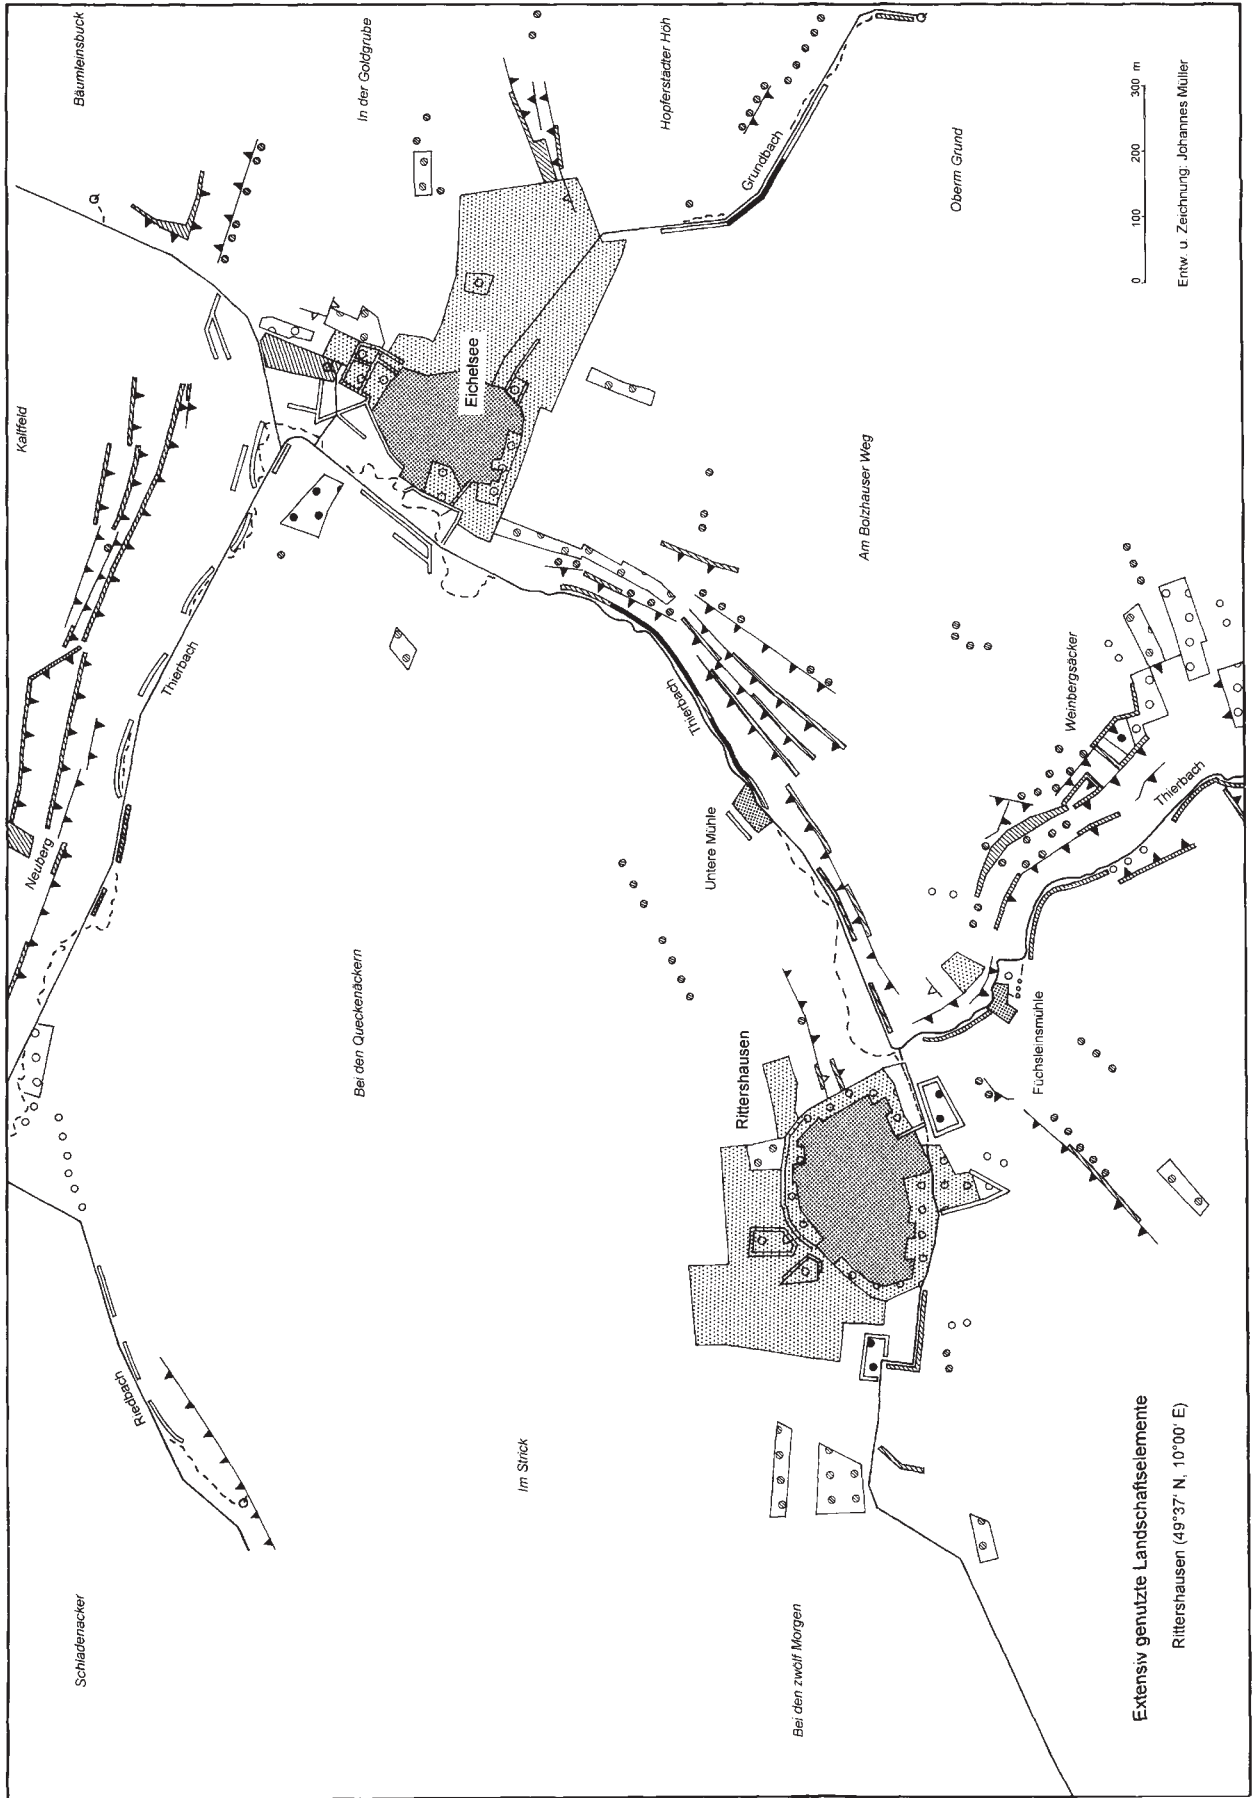 Schladenäcker
Riedbach
Neuberg
Kaltfeld
Bäumleinsbuck
Thierbach
Bei den Queckenäckern
In der Goldgrube
Eichelsee
Im Strick
Hopferstädter Höh
Thierbach
Untere Mühle
Rittershausen
Grundbach
Bei den zwölf Morgen
Am Bolzhauser Weg
Oberm Grund
Füchsleinsmühle
Weinbergsäcker
Thierbach
0 100 200 300 m
Extensiv genutzte Landschaftselemente
Rittershausen (49°37' N, 10°00' E)
Entw. u. Zeichnung: Johannes Müller